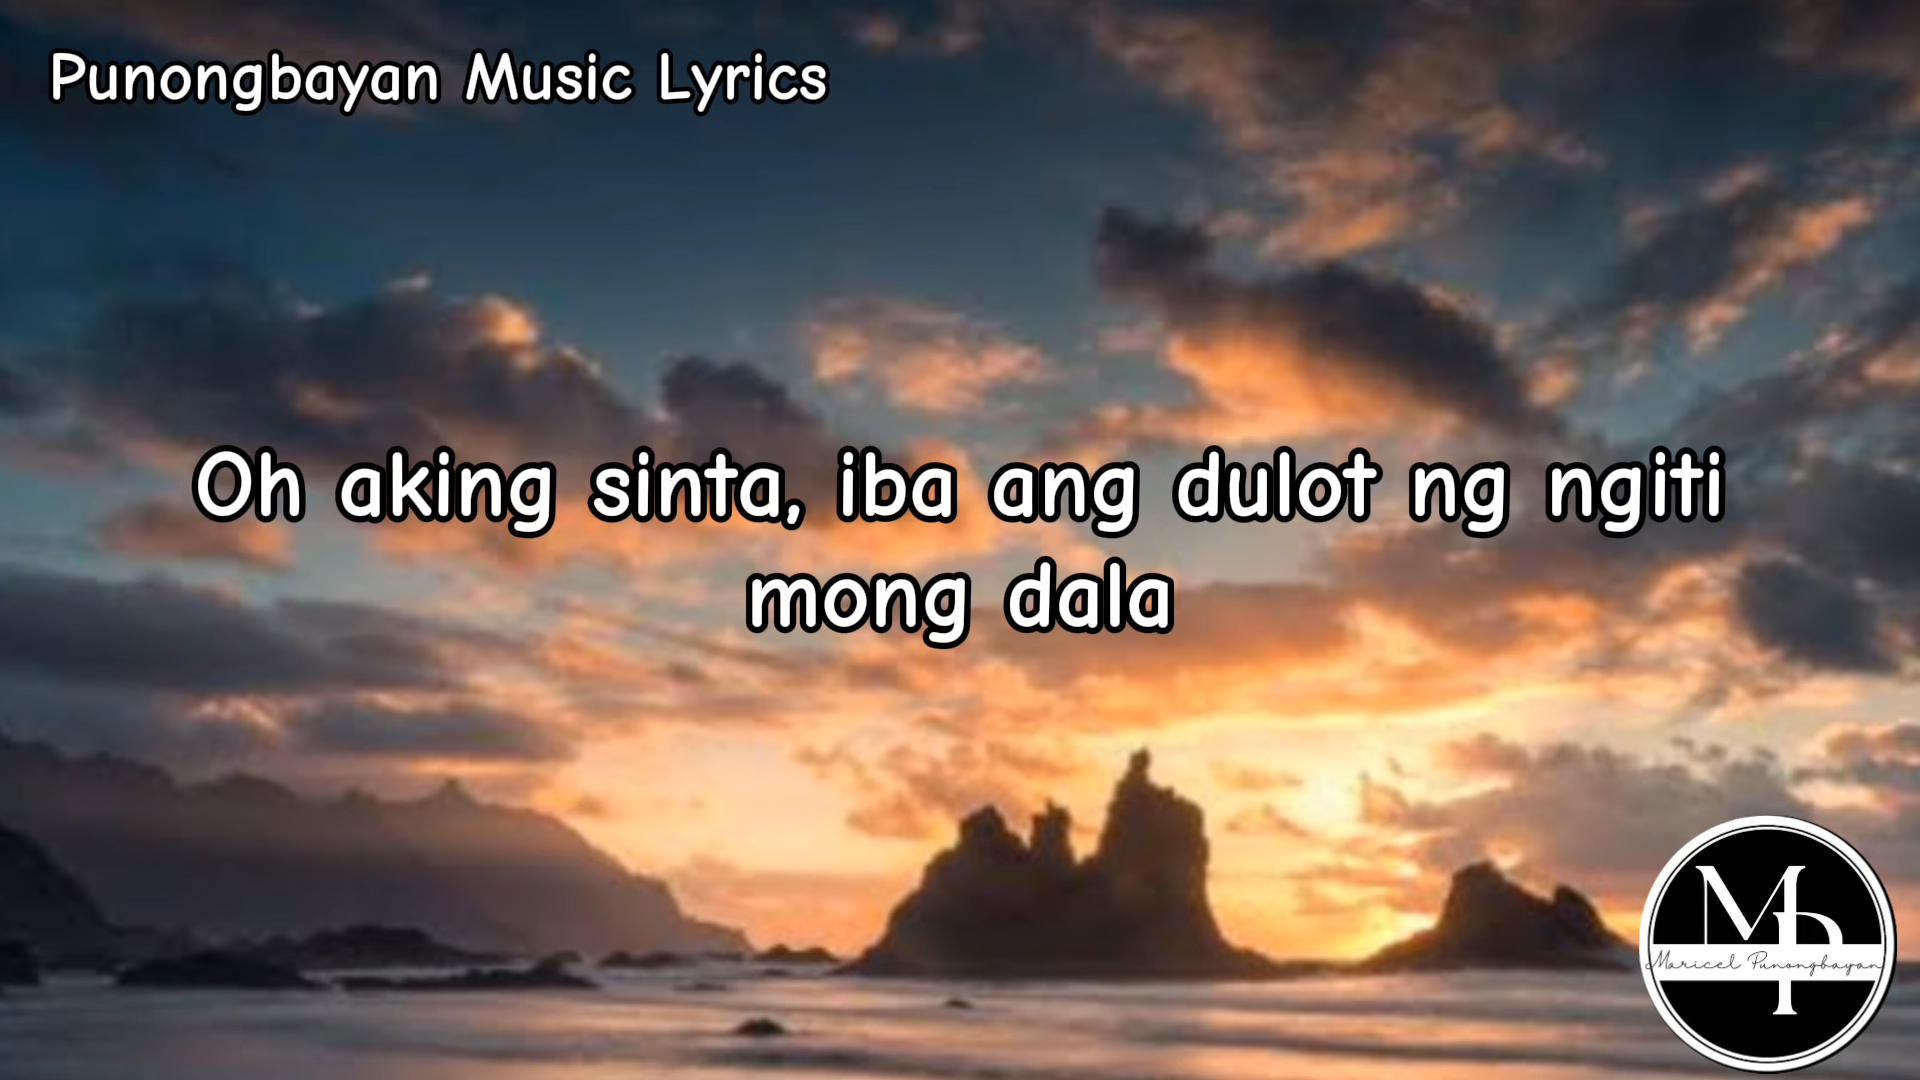 Punongbayan Music Lyrics
Oh aking sinta, iba ang dulot ng ngiti
mong dala
MP
Maricel Punongbayan